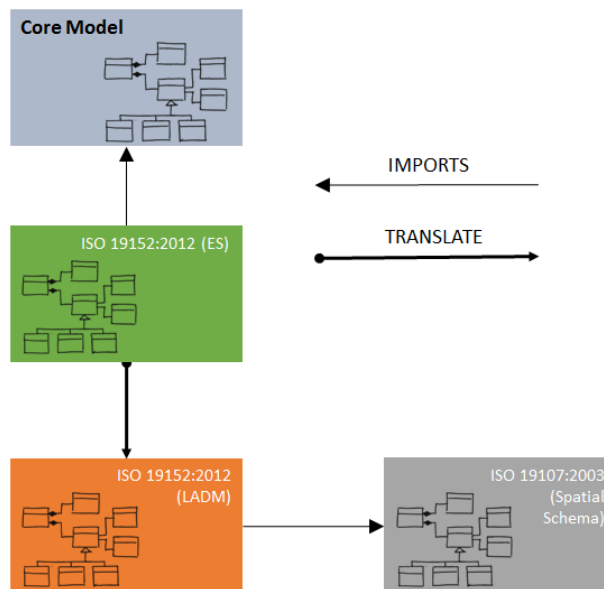 Core Model
IMPORTS
ISO 19152:2012 (ES)
TRANSLATE
ISO 19152:2012
(LADM)
ISO 19107:2003
(Spatial
Schema)